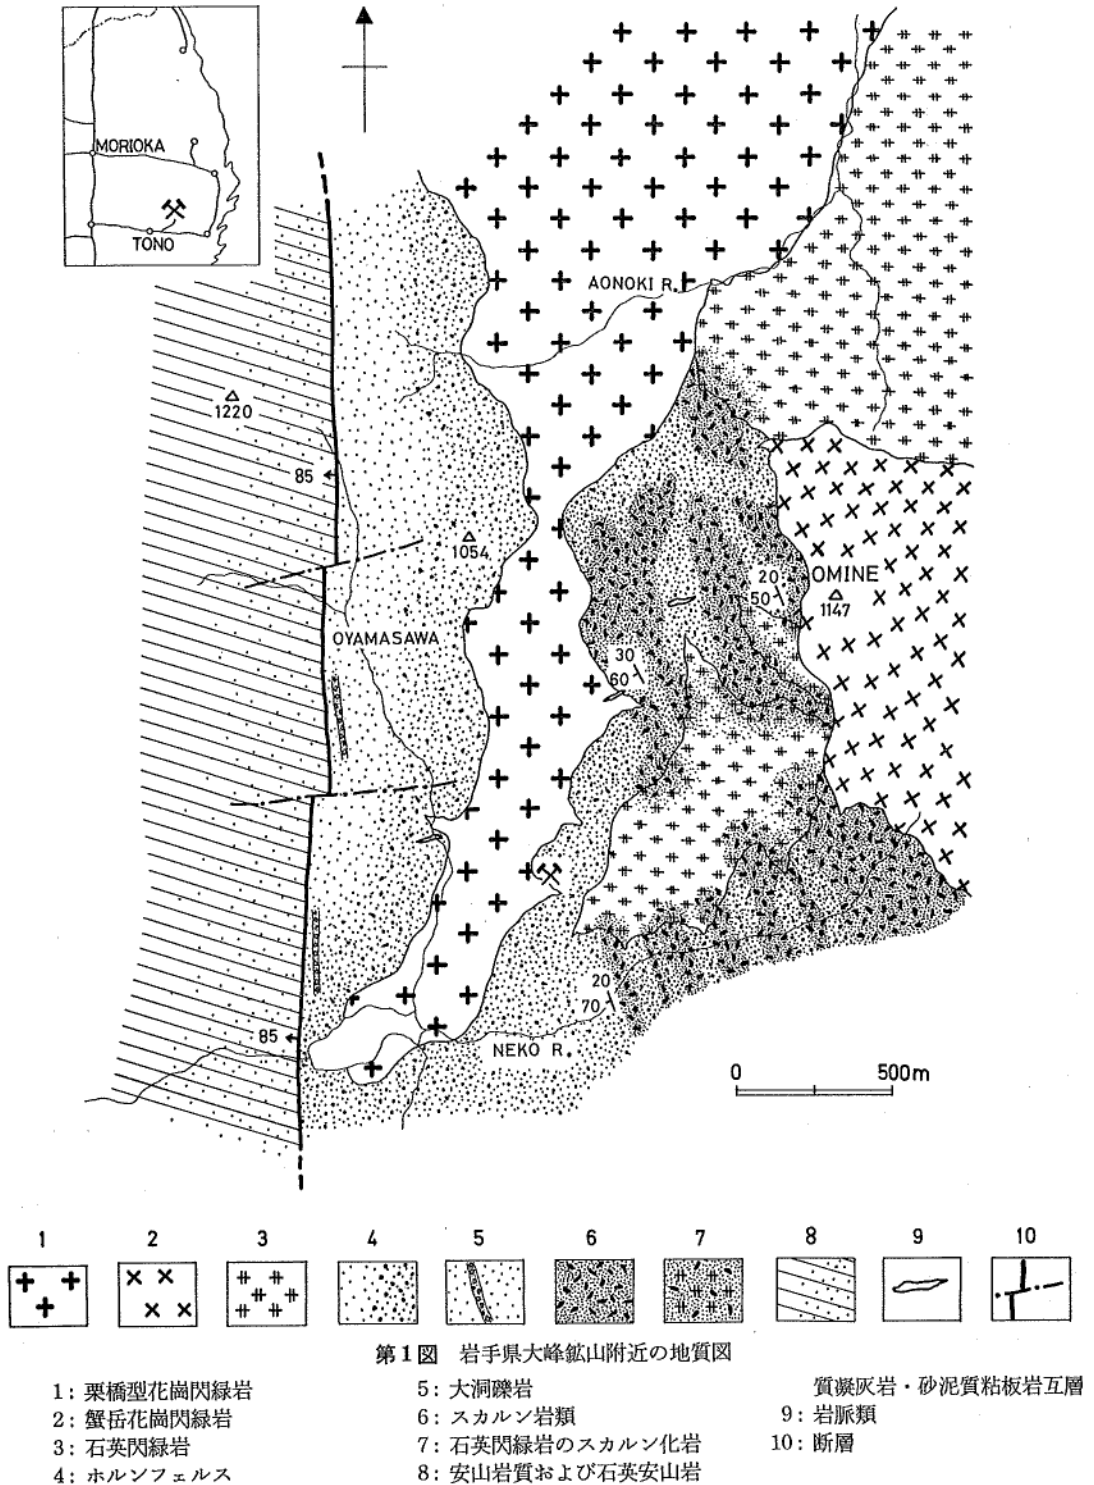 MORIOKA
TONO
AONOKI R.
1220
85
1054
20
50
OMINE
1147
OYAMASAWA
30
60
20
70
85
NEKO R.
0 500m
1 2 3 4 5 6 7 8 9 10
第1図 岩手県大峰鉱山附近の地質図
1: 栗橋型花崗閃緑岩
2: 蟹岳花崗閃緑岩
3: 石英閃緑岩
4: ホルンフェルス
5: 大洞礫岩
6: スカルン岩類
7: 石英閃緑岩のスカルン化岩
8: 安山岩質および石英安山岩
質凝灰岩・砂泥質粘板岩互層
9: 岩脈類
10: 断層